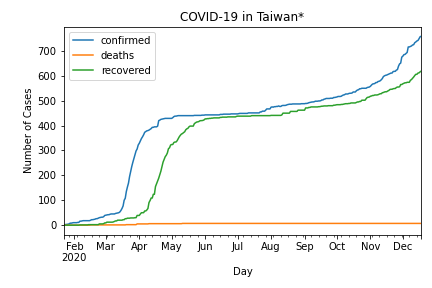 COVID-19 in Taiwan*
confirmed
deaths
recovered
Number of Cases
700
600
500
400
300
200
100
0
Feb Mar Apr May Jun Jul Aug Sep Oct Nov Dec
2020
Day